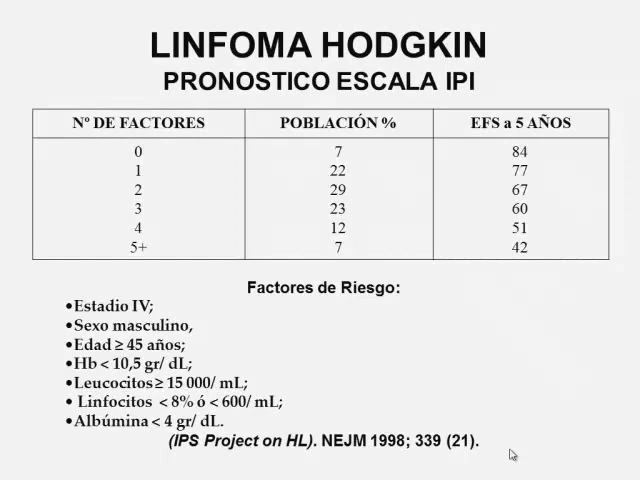 LINFOMA HODGKIN
PRONOSTICO ESCALA IPI
Nº DE FACTORES POBLACIÓN % EFS a 5 AÑOS
0 7 84
1 22 77
2 29 67
3 23 60
4 12 51
5+ 7 42
Factores de Riesgo:
•Estadio IV;
•Sexo masculino,
•Edad ≥ 45 años;
•Hb < 10,5 gr/ dL;
•Leucocitos ≥ 15 000/ mL;
• Linfocitos < 8% ó < 600/ mL;
•Albúmina < 4 gr/ dL.
(IPS Project on HL). NEJM 1998; 339 (21).